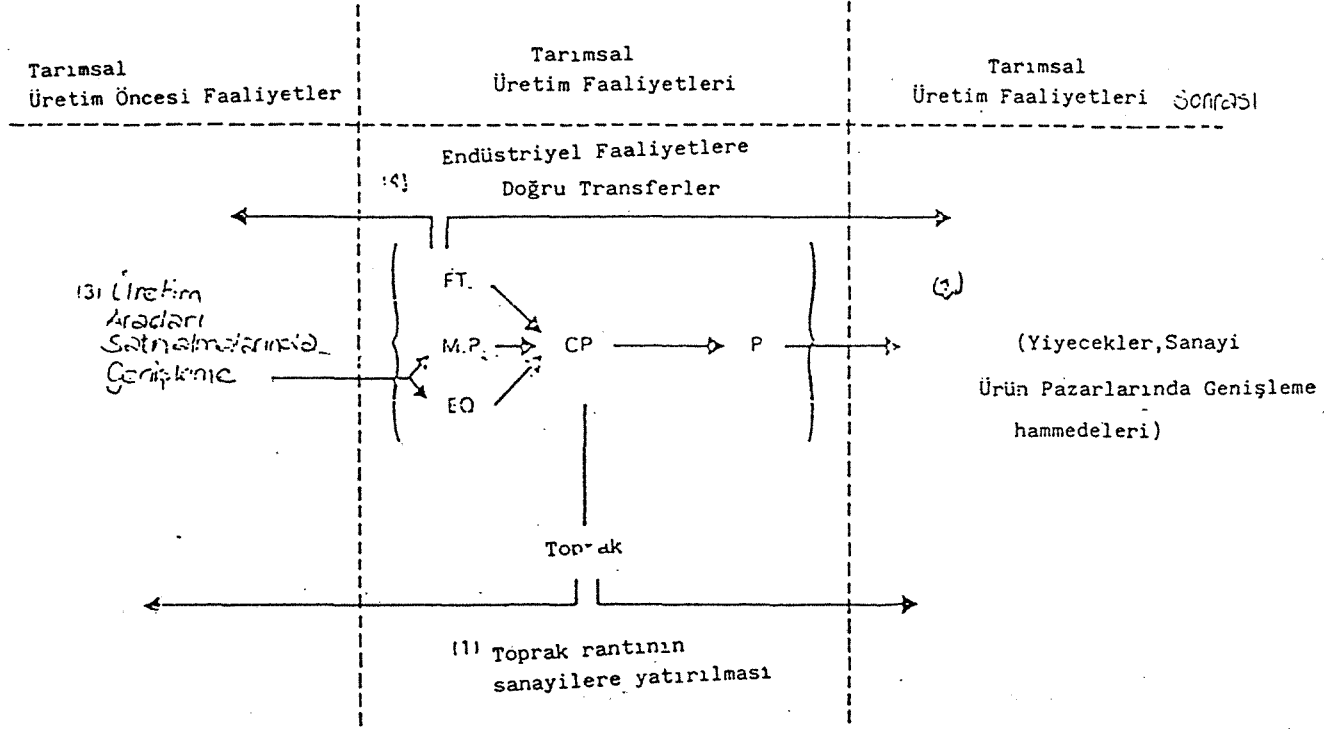 Tarımsal
Üretim Öncesi Faaliyetler
Tarımsal
Üretim Faaliyetleri
Tarımsal
Üretim Faaliyetleri sonrası
Endüstriyel Faaliyetlere
Doğru Transferler
(3) Üretim
Araçları
Satınalmalarında
Genişleme
FT.
M.P.
EQ
CP
P
(Yiyecekler,Sanayi
Ürün Pazarlarında Genişleme
hammedeleri)
Toprak
(1) Toprak rantının
sanayilere yatırılması